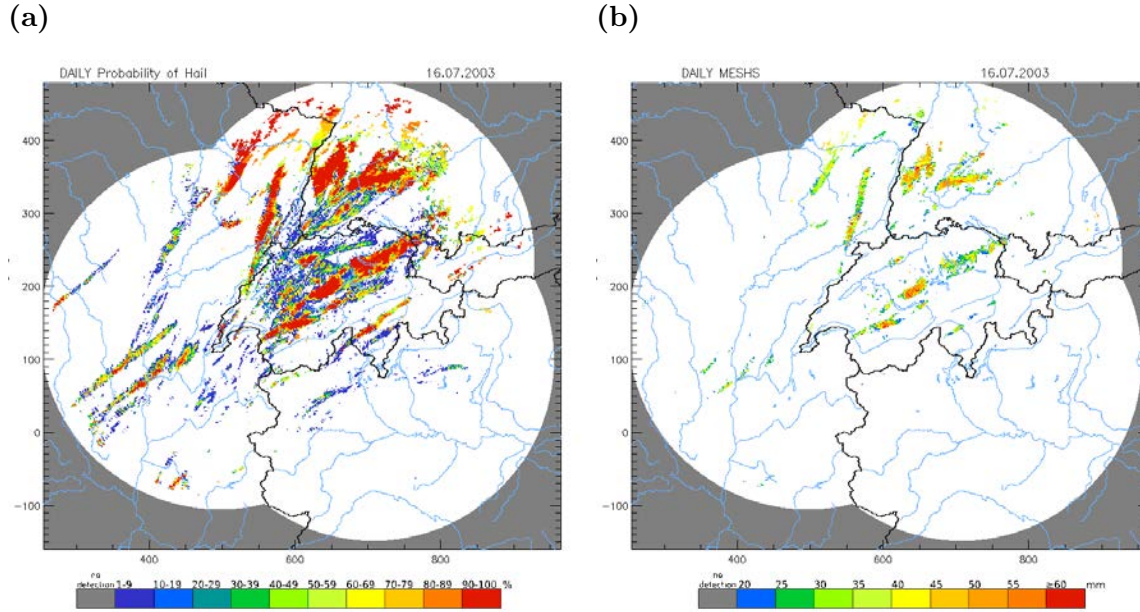 (a)
(b)
DAILY Probability of Hail 16.07.2003
DAILY MESHS 16.07.2003
400
300
200
100
0
-100
400 600 800
400
300
200
100
0
-100
400 600 800
no detection 1-9 10-19 20-29 30-39 40-49 50-59 60-69 70-79 80-89 90-100 %
no detection 20 25 30 35 40 45 50 55 ≥60 mm